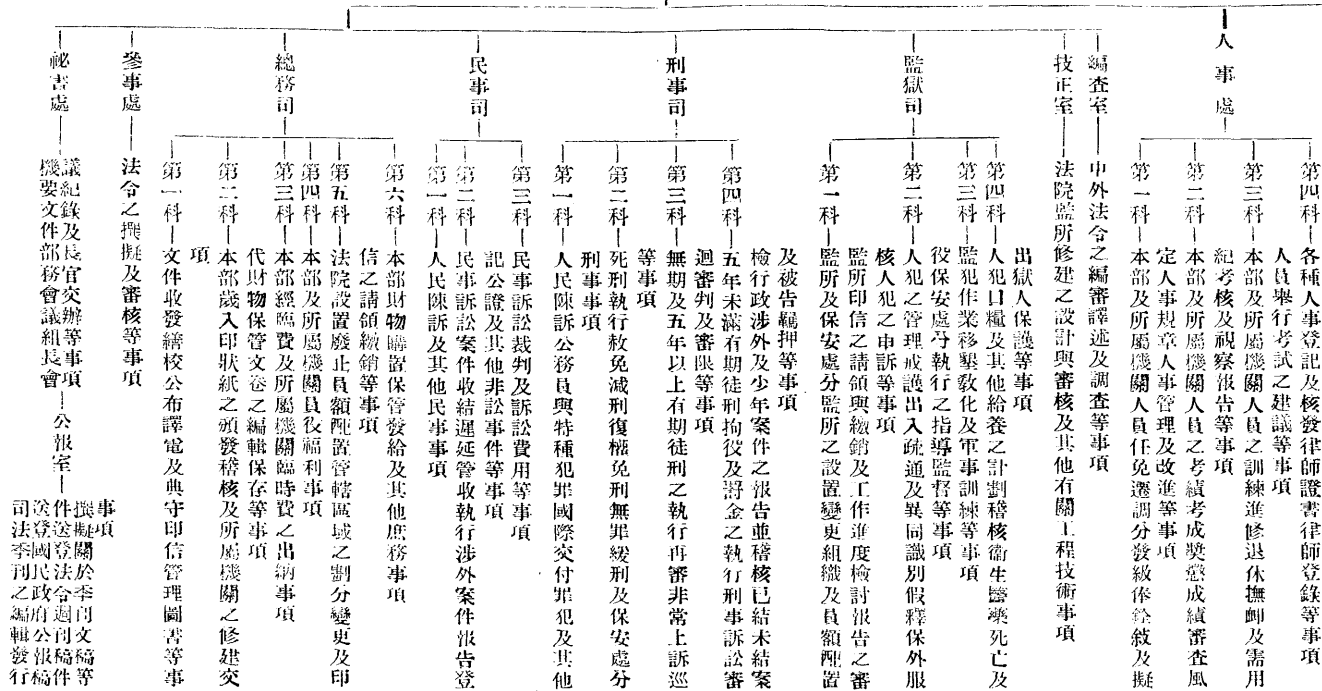 祕書處
機要文件部務會議組長會
議紀錄及長官交辦等事項
公報室
司法季刊之編輯發行
送登國民政府公報稿
件送登法令週刊稿件
撰擬關於季刊文稿等
事項
參事處
法令之撰擬及審核等事項
總務司
第一科 文件收發繕校公布譯電及典守印信管理圖書等事
項
第二科 本部歲入印狀紙之頒發稽核及所屬機關之修建交
代財物保管文卷之編輯保存等事項
第三科 本部經臨費及所屬機關臨時費之出納事項
第四科 本部及所屬機關員役福利事項
第五科 法院設置廢止員額配置管轄區域之劃分變更及印
信之請領繳銷等事項
第六科 本部財物購置保管發給及其他庶務事項
民事司
第一科 人民陳訴及其他民事事項
第二科 民事訴訟案件收結遲延管收執行涉外案件報告登
記公證及其他非訟事件等事項
第三科 民事訴訟裁判及訴訟費用等事項
刑事司
第一科 人民陳訴公務員與特種犯罪國際交付罪犯及其他
刑事事項
第二科 死刑執行赦免減刑復權免刑無罪緩刑及保安處分
等事項
第三科 無期及五年以上有期徒刑之執行再審非常上訴巡
迴審判及審限等事項
第四科 五年未滿有期徒刑拘役及罰金之執行刑事訴訟審
檢行政涉外及少年案件之報告並稽核已結未結案
及被告羈押等事項
監獄司
第一科 監所及保安處分監所之設置變更組織及員額配置
監所印信之請領與繳銷及工作進度檢討報告之審
核人犯之申訴等事項
第二科 人犯之管理戒護出入疏通及異同識別假釋保外服
役保安處分執行之指導監督等事項
第三科 監犯作業移墾敎化及軍事訓練等事項
第四科 人犯口糧及其他給養之計劃稽核衛生醫藥死亡及
出獄人保護等事項
技正室
法院監所修建之設計與審核及其他有關工程技術事項
編查室
中外法令之編審譯述及調查等事項
人事處
第一科 本部及所屬機關人員任免遷調分發級俸銓敘及擬
定人事規章人事管理及改進等事項
第二科 本部及所屬機關人員之考績考成獎懲成績審查風
紀考核及視察報告等事項
第三科 本部及所屬機關人員之訓練進修退休撫卹及需用
人員舉行考試之建議等事項
第四科 各種人事登記及核發律師證書律師登錄等事項